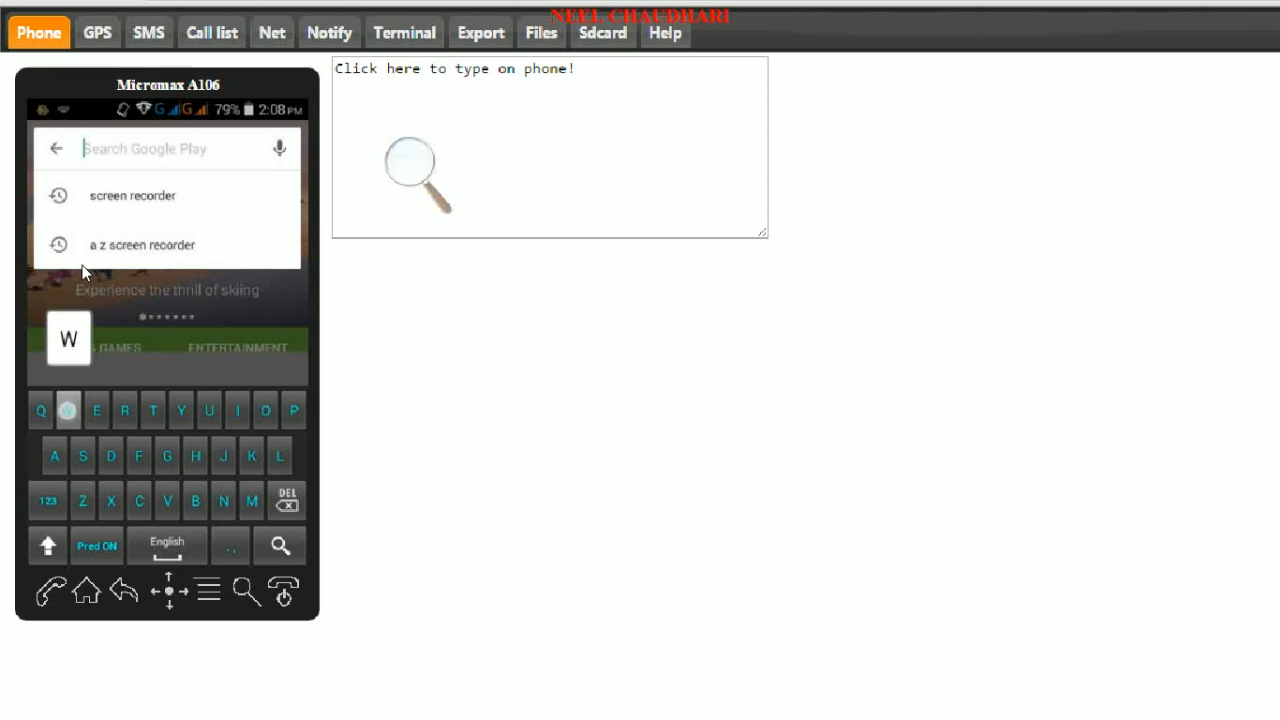 NEEL CHAUDHARI
Phone GPS SMS Call list Net Notify Terminal Export Files Sdcard Help
Micromax A106
G G 79% 2:08 PM
Search Google Play
screen recorder
a z screen recorder
Experience the thrill of skiing
GAMES ENTERTAINMENT
W
Q W E R T Y U I O P
A S D F G H J K L
123 Z X C V B N M DEL
Pred ON English .,
Click here to type on phone!